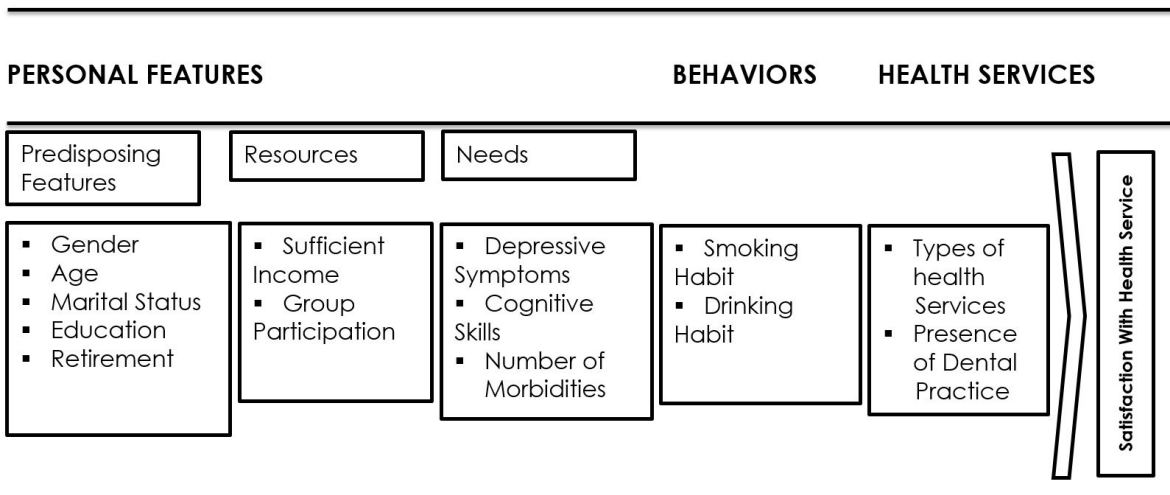 PERSONAL FEATURES
BEHAVIORS
HEALTH SERVICES
Predisposing
Features
Resources
Needs
▪ Gender
▪ Age
▪ Marital Status
▪ Education
▪ Retirement
▪ Sufficient
Income
▪ Group
Participation
▪ Depressive
Symptoms
▪ Cognitive
Skills
▪ Number of
Morbidities
▪ Smoking
Habit
▪ Drinking
Habit
▪ Types of
health
Services
▪ Presence
of Dental
Practice
Satisfaction With Health Service